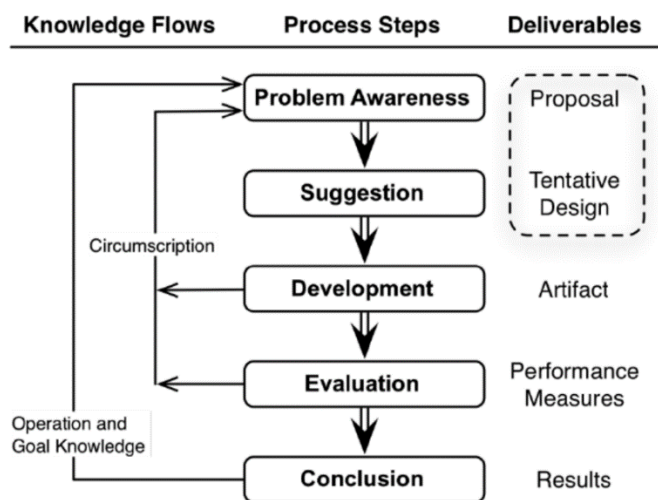 Knowledge Flows Process Steps Deliverables
Problem Awareness Proposal
Suggestion Tentative
Design
Circumscription
Development Artifact
Evaluation Performance
Measures
Operation and
Goal Knowledge
Conclusion Results